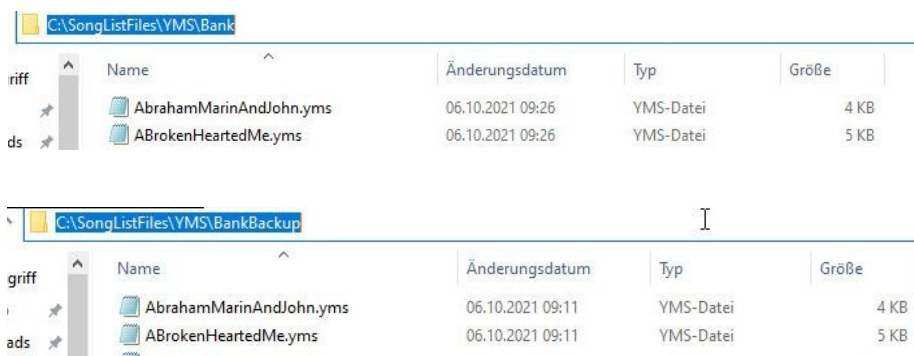 C:\SongListFiles\YMS\Bank
riff
Name Änderungsdatum Typ Größe
AbrahamMarinAndJohn.yms 06.10.2021 09:26 YMS-Datei 4 KB
ds ABrokenHeartedMe.yms 06.10.2021 09:26 YMS-Datei 5 KB
C:\SongListFiles\YMS\BankBackup
griff
Name Änderungsdatum Typ Größe
AbrahamMarinAndJohn.yms 06.10.2021 09:11 YMS-Datei 4 KB
ads ABrokenHeartedMe.yms 06.10.2021 09:11 YMS-Datei 5 KB